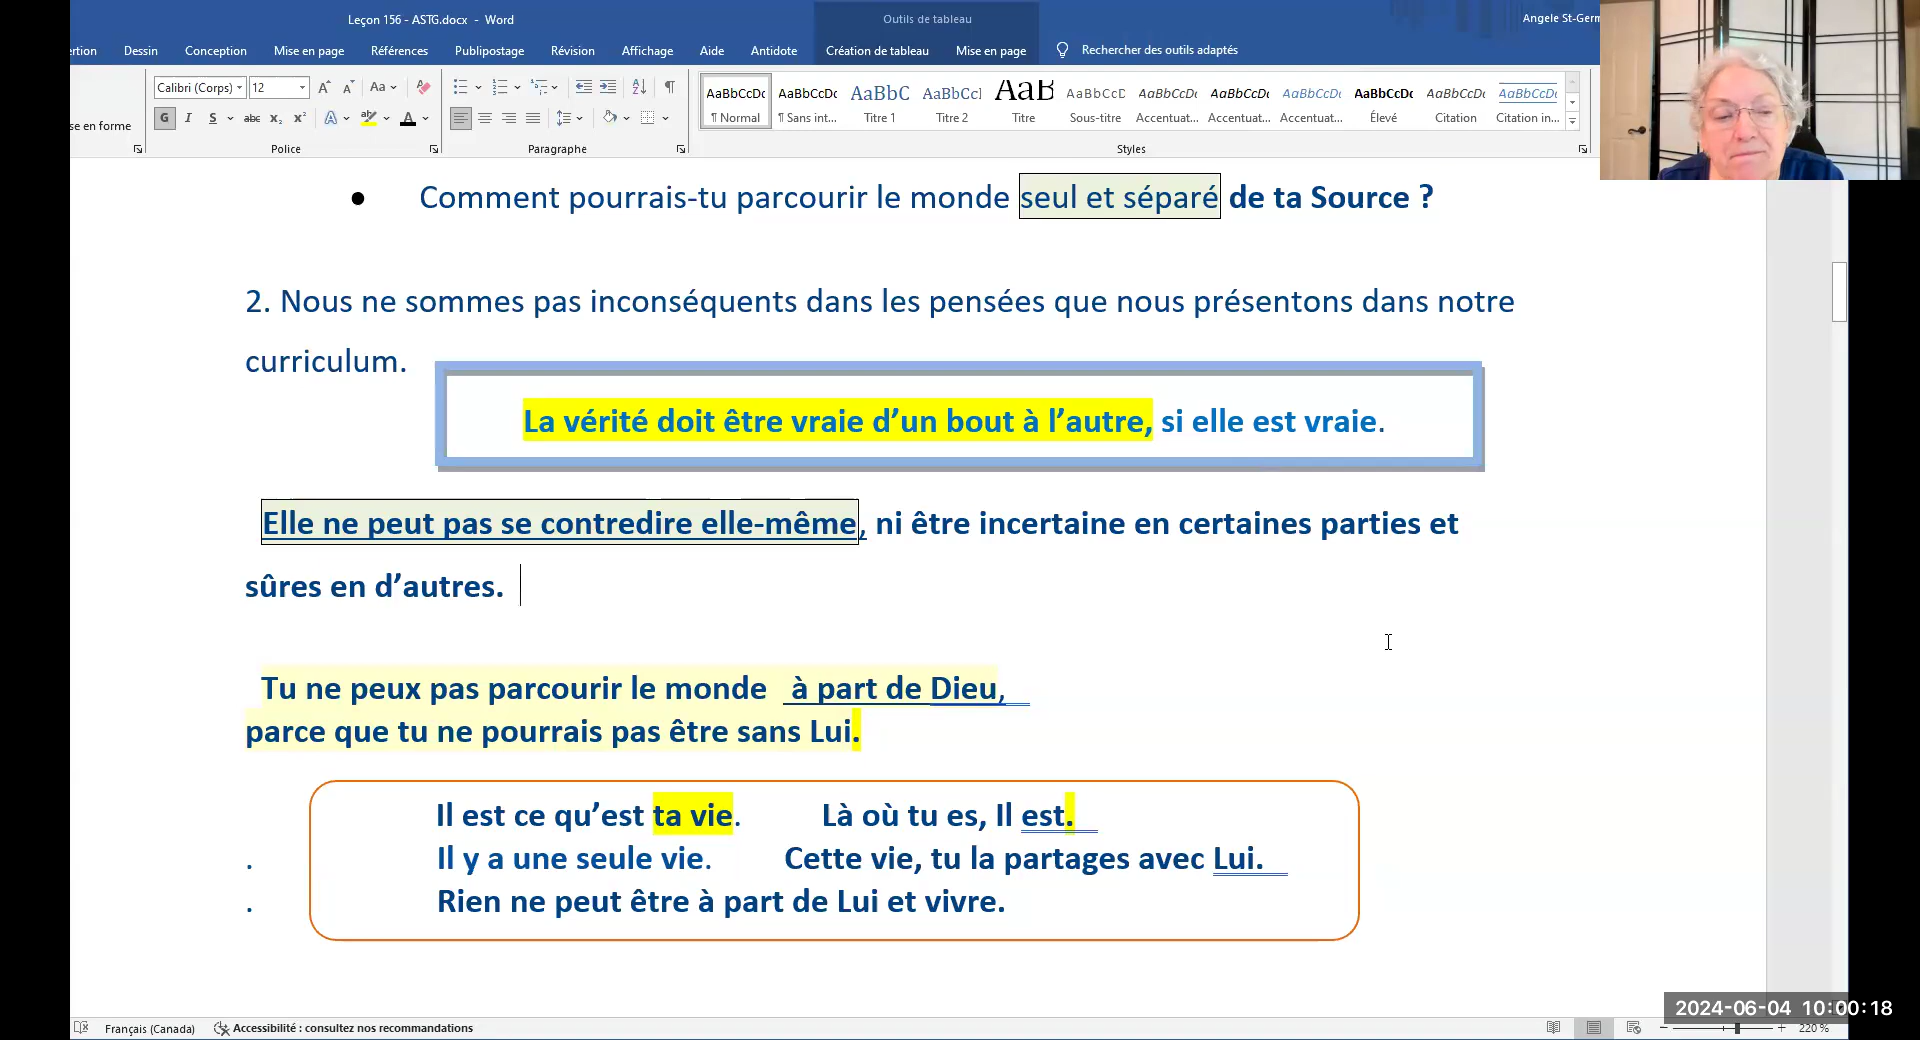 Leçon 156 - ASTG.docx - Word
Outils de tableau
Angele St-Germ
ertion Dessin Conception Mise en page Références Publipostage Révision Affichage Aide Antidote Création de tableau Mise en page Rechercher des outils adaptés
Calibri (Corps) 12
AaBbCcDc AaBbCcDc AaBbC AaBbCcl AaB AaBbCcD AaBbCcDc AaBbCcDc AaBbCcDc AaBbCcDc AaBbCcDc AaBbCcDc
se en forme
¶ Normal ¶ Sans int... Titre 1 Titre 2 Titre Sous-titre Accentuat... Accentuat... Accentuat... Élevé Citation Citation in...
Police Paragraphe Styles
• Comment pourrais-tu parcourir le monde seul et séparé de ta Source ?
2. Nous ne sommes pas inconséquents dans les pensées que nous présentons dans notre
curriculum.
La vérité doit être vraie d’un bout à l’autre, si elle est vraie.
Elle ne peut pas se contredire elle-même, ni être incertaine en certaines parties et
sûres en d’autres.
Tu ne peux pas parcourir le monde à part de Dieu,
parce que tu ne pourrais pas être sans Lui.
Il est ce qu’est ta vie. Là où tu es, Il est.
. Il y a une seule vie. Cette vie, tu la partages avec Lui.
. Rien ne peut être à part de Lui et vivre.
2024-06-04 10:00:18
Français (Canada) Accessibilité : consultez nos recommandations 220 %